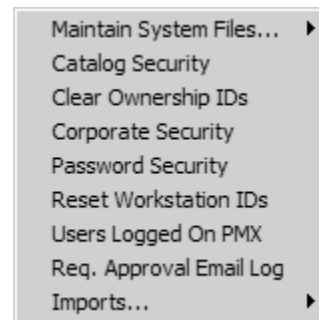 Maintain System Files...
Catalog Security
Clear Ownership IDs
Corporate Security
Password Security
Reset Workstation IDs
Users Logged On PMX
Req. Approval Email Log
Imports...